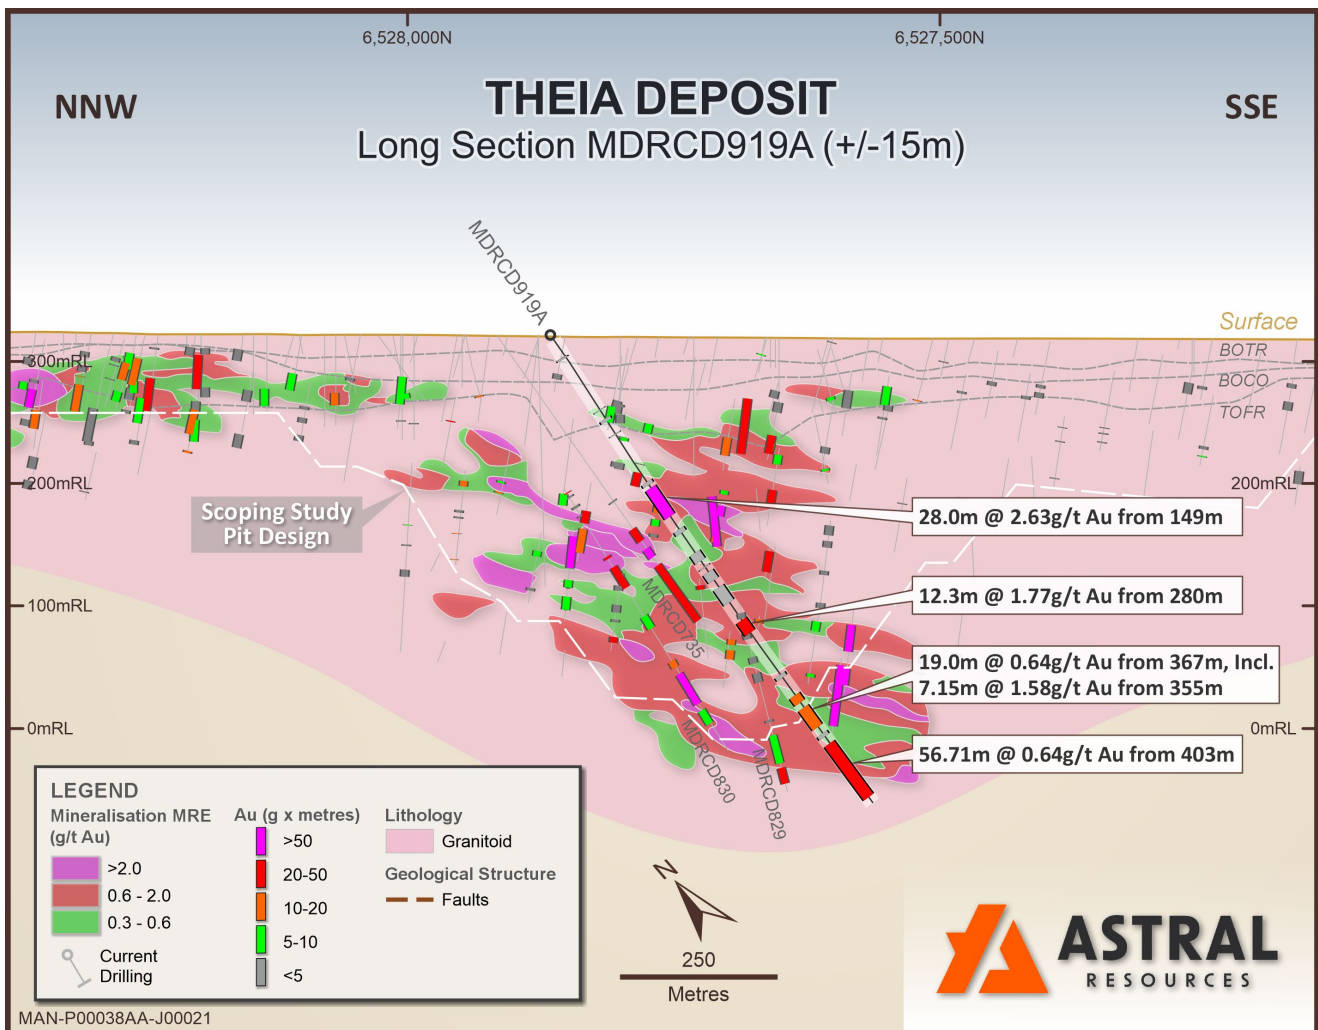 6,528,000N
6,527,500N
NNW
THEIA DEPOSIT
SSE
Long Section MDRCD919A (+/-15m)
MDRCD919A
Surface
300mRL
BOTR
BOCO
TOFR
200mRL
200mRL
Scoping Study
Pit Design
28.0m @ 2.63g/t Au from 149m
100mRL
12.3m @ 1.77g/t Au from 280m
MDRCD735
19.0m @ 0.64g/t Au from 367m, Incl.
7.15m @ 1.58g/t Au from 355m
0mRL
0mRL
56.71m @ 0.64g/t Au from 403m
MDRCD830
MDRCD829
LEGEND
Mineralisation MRE
(g/t Au)
>2.0
0.6 - 2.0
0.3 - 0.6
Current
Drilling
Au (g x metres)
>50
20-50
10-20
5-10
<5
Lithology
Granitoid
Geological Structure
Faults
N
250
Metres
ASTRAL
RESOURCES
MAN-P00038AA-J00021